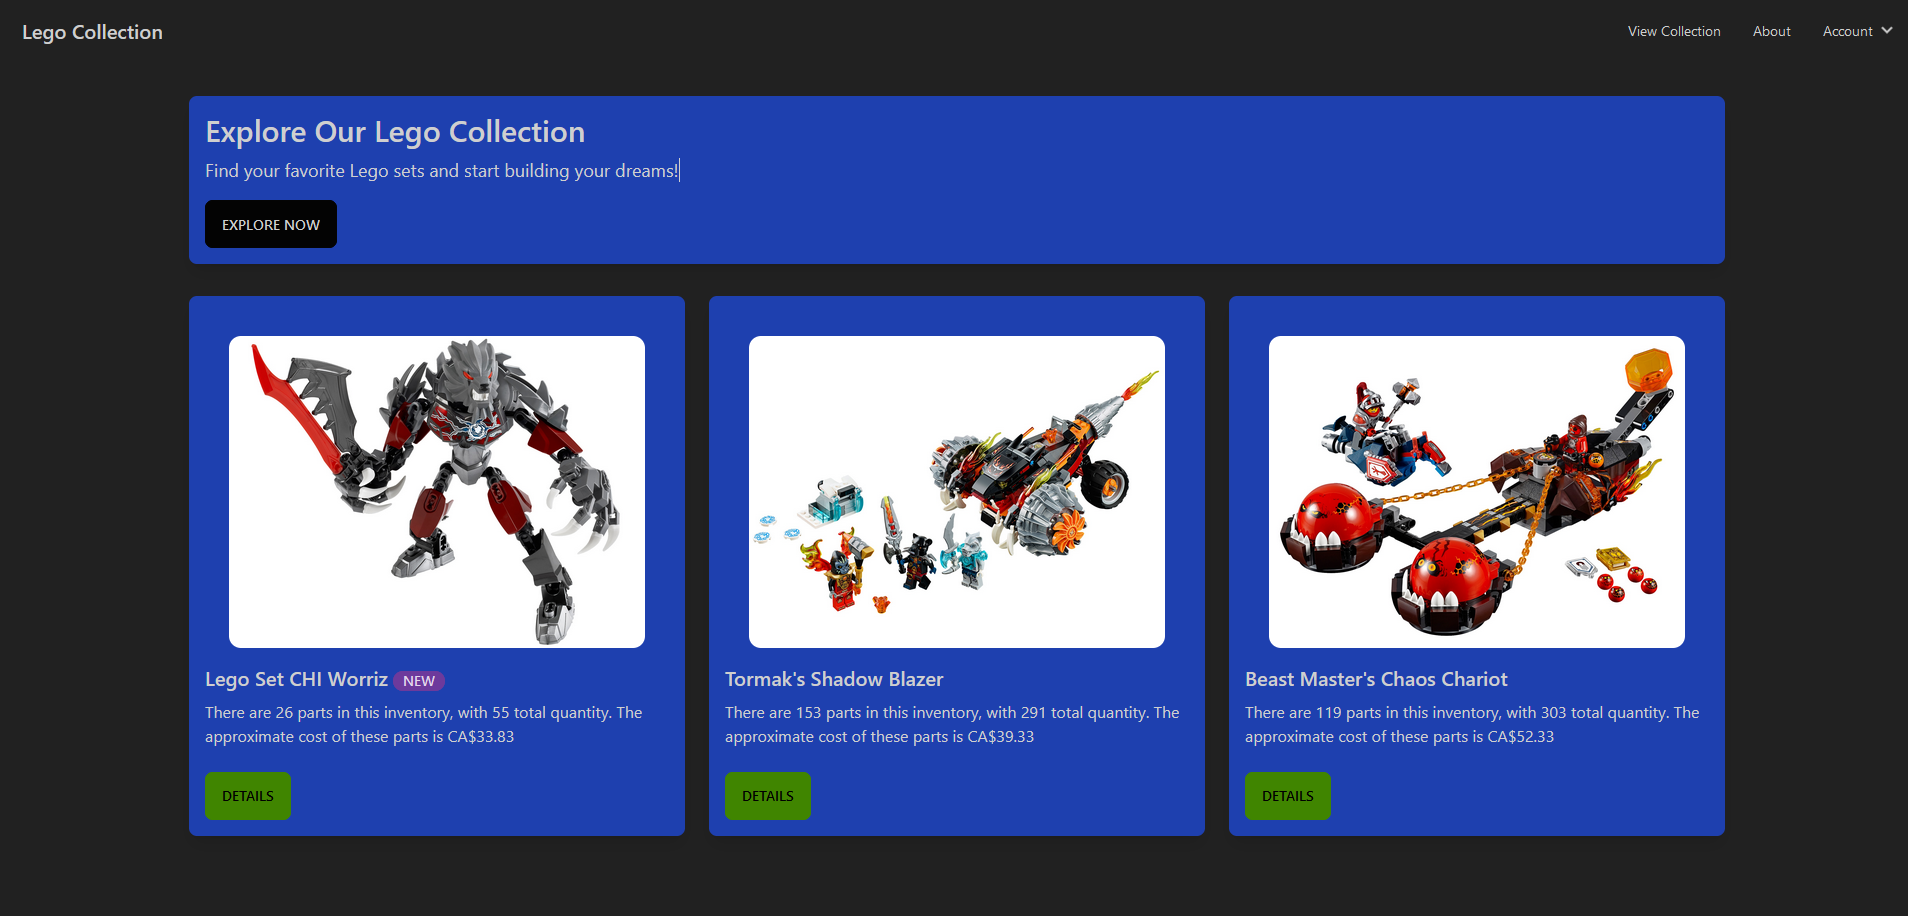 Lego Collection
View Collection
About
Account
Explore Our Lego Collection
Find your favorite Lego sets and start building your dreams!
EXPLORE NOW
Lego Set CHI Worriz NEW
There are 26 parts in this inventory, with 55 total quantity. The
approximate cost of these parts is CA$33.83
DETAILS
Tormak's Shadow Blazer
There are 153 parts in this inventory, with 291 total quantity. The
approximate cost of these parts is CA$39.33
DETAILS
Beast Master's Chaos Chariot
There are 119 parts in this inventory, with 303 total quantity. The
approximate cost of these parts is CA$52.33
DETAILS